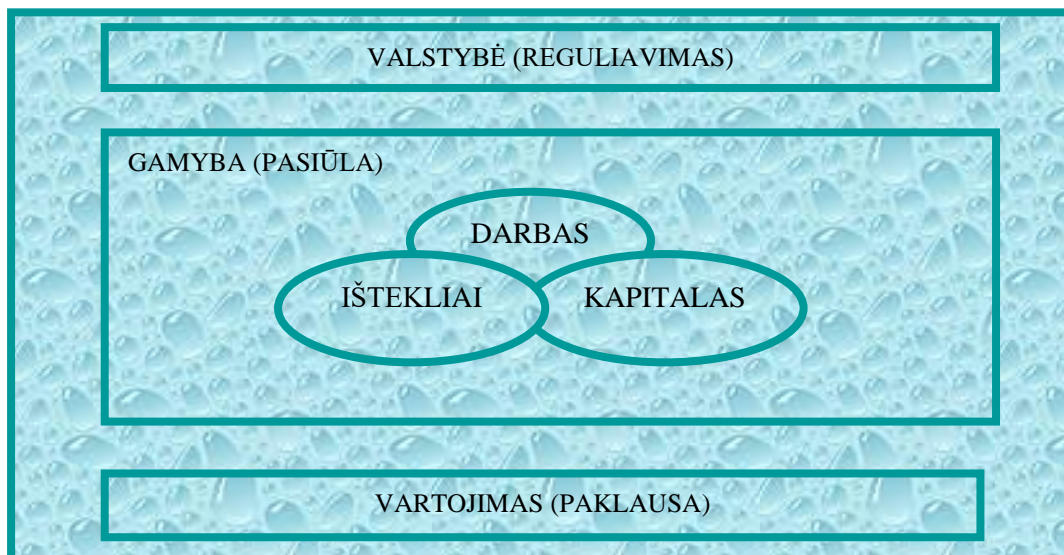 VALSTYBĖ (REGULIAVIMAS)
GAMYBA (PASIŪLA)
DARBAS
IŠTEKLIAI
KAPITALAS
VARTOJIMAS (PAKLAUSA)